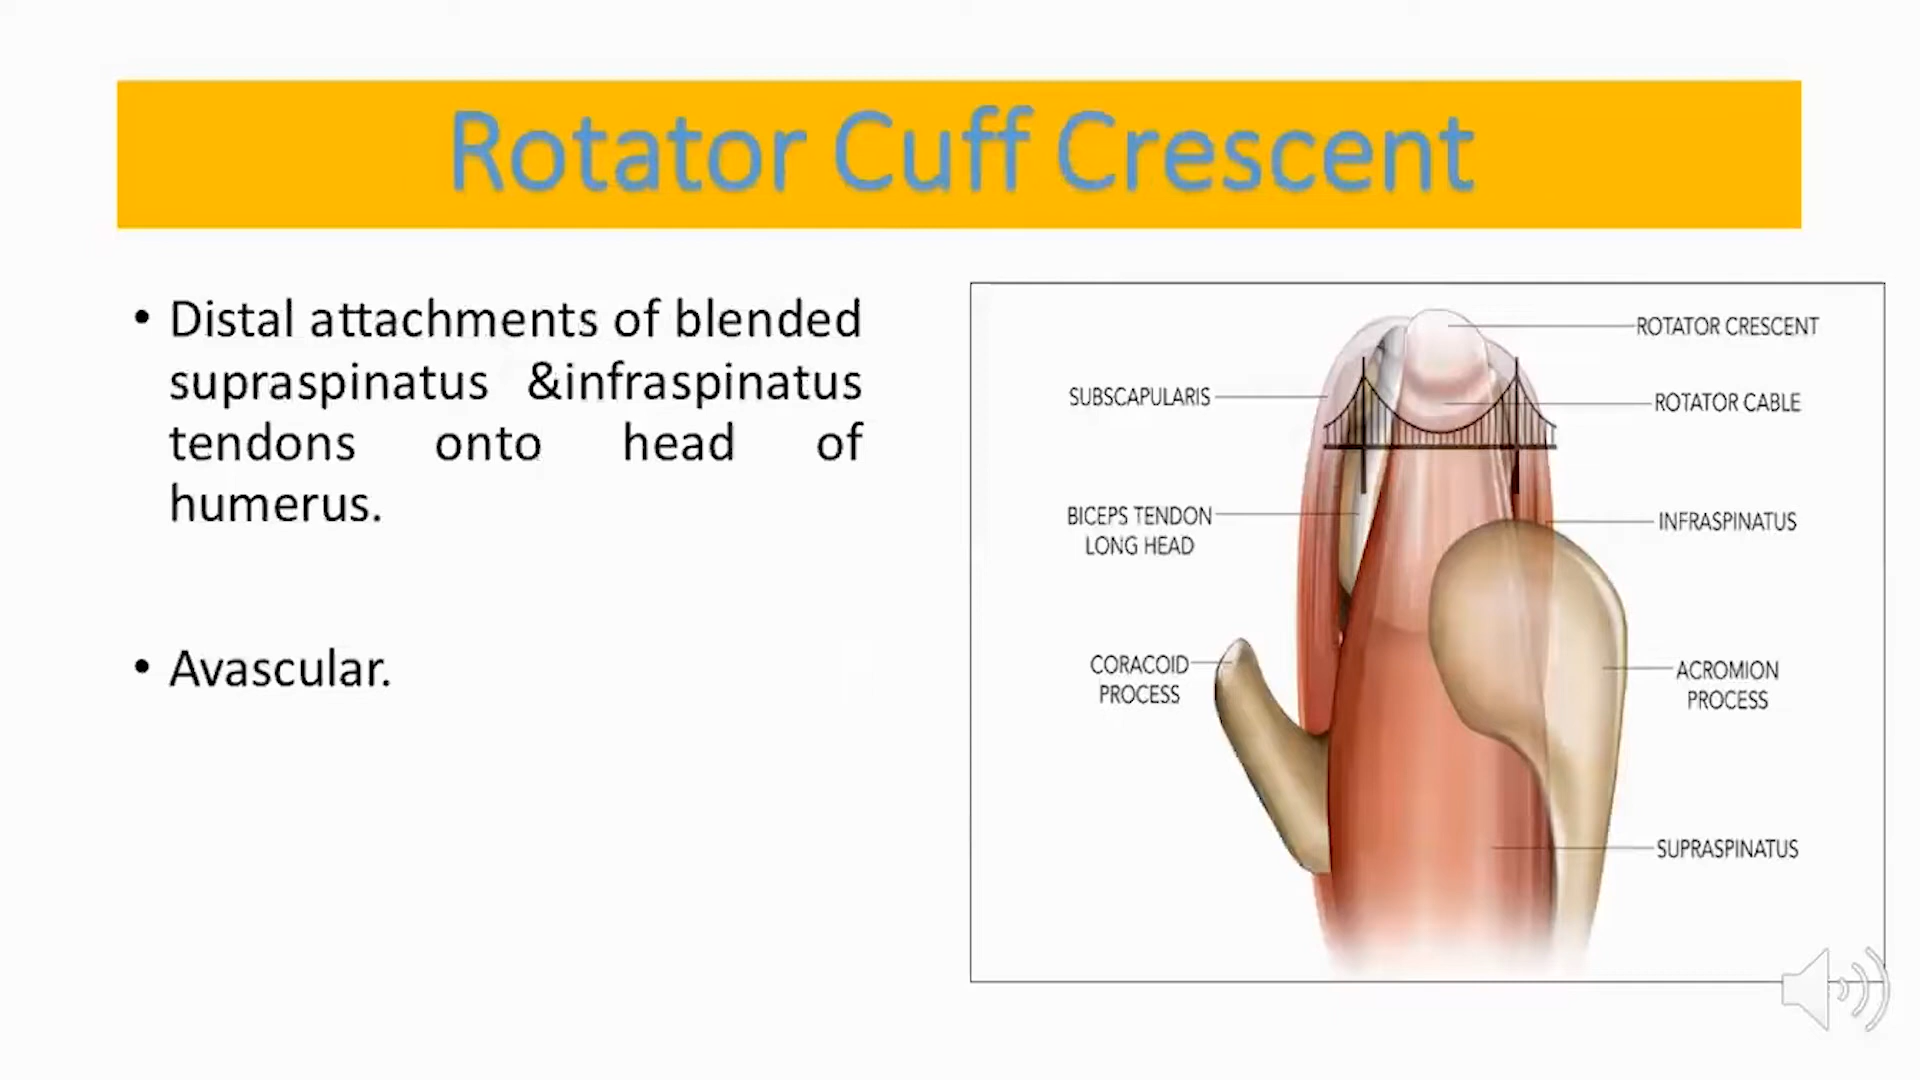 Rotator Cuff Crescent
• Distal attachments of blended
supraspinatus &infraspinatus
tendons onto head of
humerus.
• Avascular.
ROTATOR CRESCENT
SUBSCAPULARIS
ROTATOR CABLE
BICEPS TENDON
LONG HEAD
INFRASPINATUS
CORACOID
PROCESS
ACROMION
PROCESS
SUPRASPINATUS